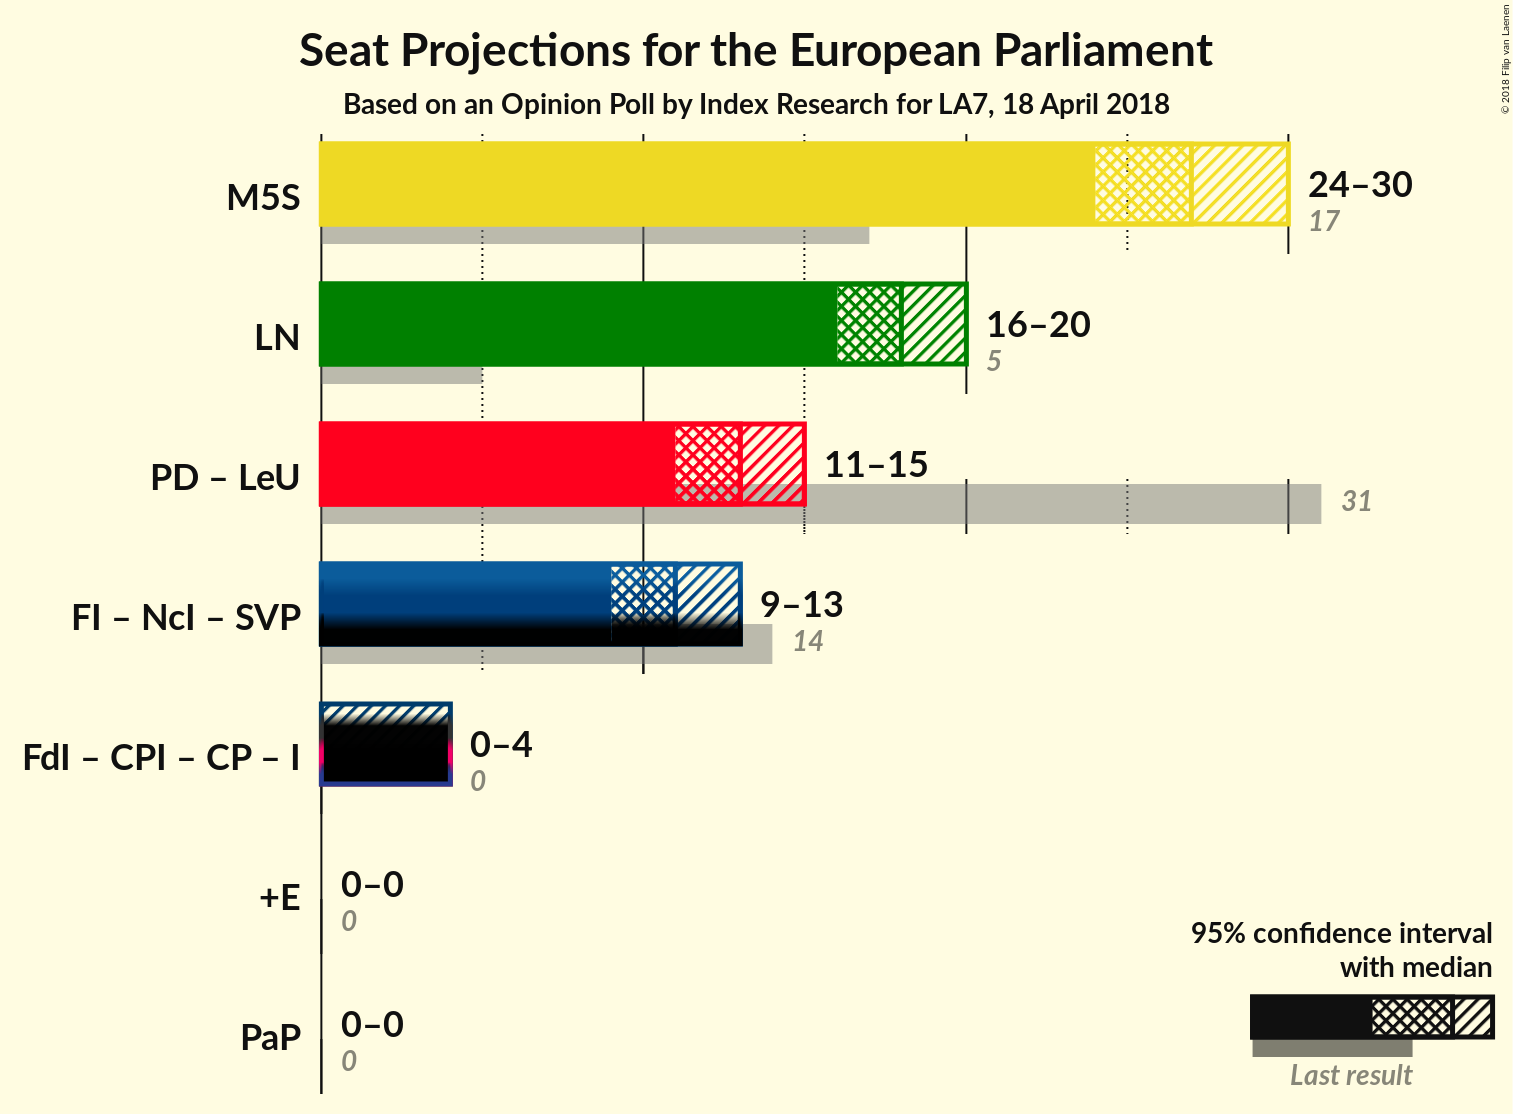 Seat Projections for the European Parliament
Based on an Opinion Poll by Index Research for LA7, 18 April 2018
© 2018 Filip van Laenen
M5S
24–30
17
LN
16–20
5
PD – LeU
11–15
31
FI – NcI – SVP
9–13
14
FdI – CPI – CP – I
0–4
0
+E
0–0
0
PaP
0–0
0
95% confidence interval
with median
Last result